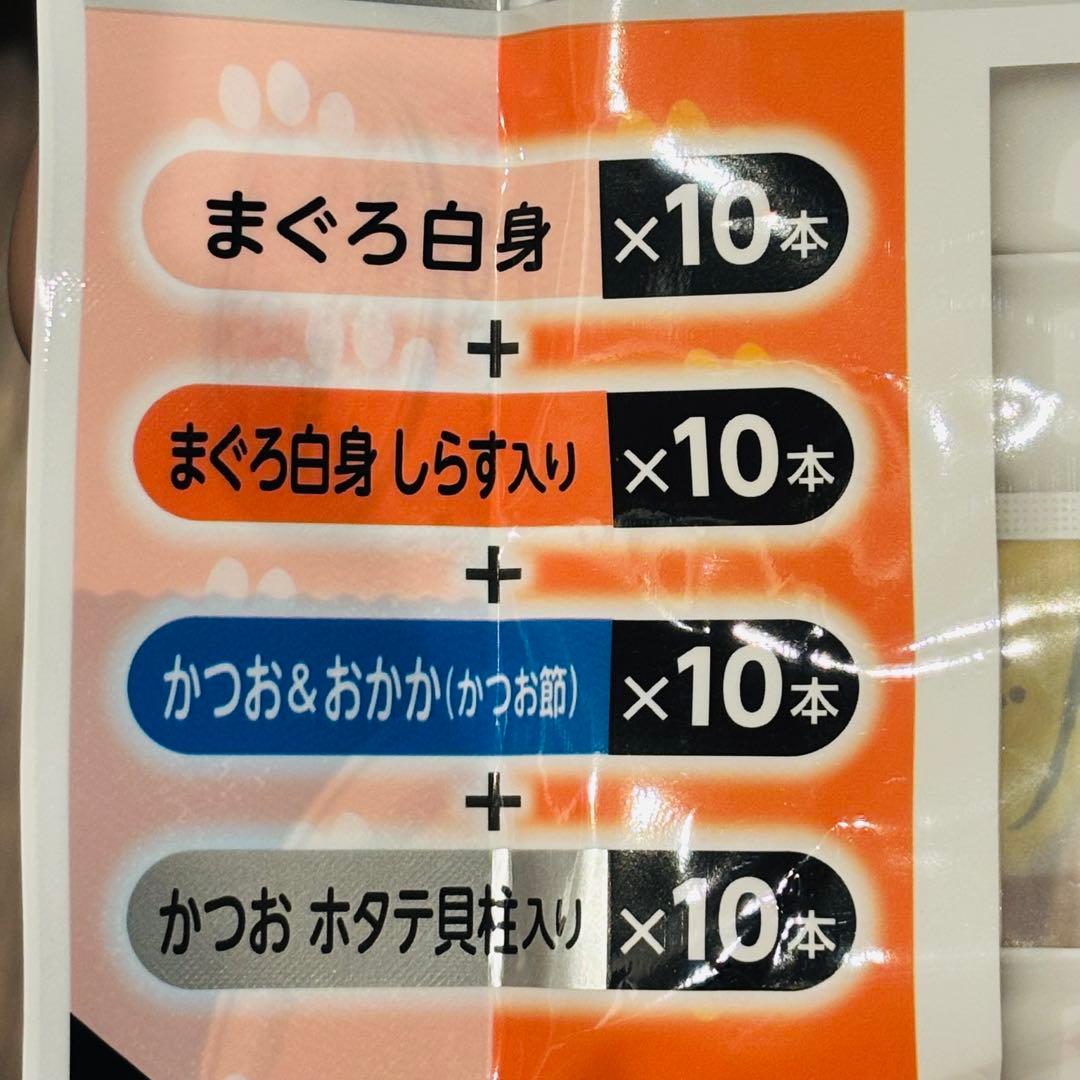 まぐろ白身 ×10本
+
まぐろ白身 しらす入り ×10本
+
かつお&おかか(かつお節) ×10本
+
かつお ホタテ貝柱入り ×10本